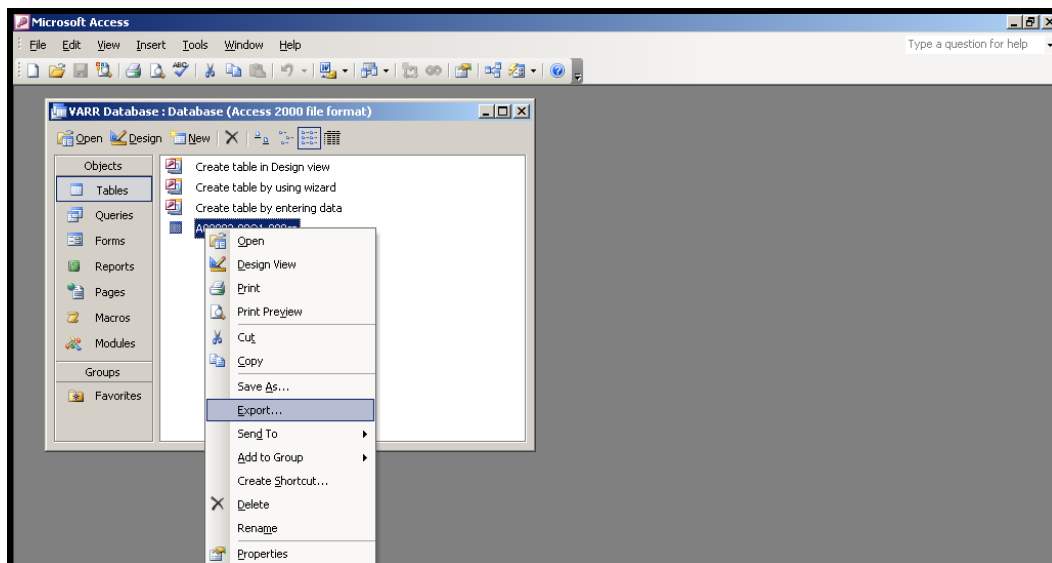 Microsoft Access
File Edit View Insert Tools Window Help
Type a question for help
VARR Database : Database (Access 2000 file format)
Open Design New
Objects
Tables
Queries
Forms
Reports
Pages
Macros
Modules
Groups
Favorites
Create table in Design view
Create table by using wizard
Create table by entering data
Open
Design View
Print
Print Preview
Cut
Copy
Save As...
Export...
Send To
Add to Group
Create Shortcut...
Delete
Rename
Properties